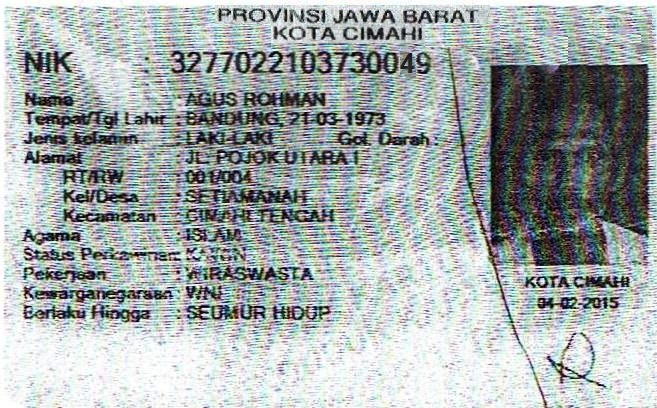 PROVINSI JAWA BARAT
KOTA CIMAHI
NIK : 3277022103730049
Nama : AGUS ROHMAN
Tempat/Tgl Lahir : BANDUNG, 21-03-1973
Jenis kelamin : LAKI-LAKI Gol. Darah :
Alamat : JL. POJOK UTARA I
RT/RW : 001/004
Kel/Desa : SETIAMANAH
Kecamatan : CIMAHI TENGAH
Agama : ISLAM
Status Perkawinan: KAWIN
Pekerjaan : WIRASWASTA
Kewarganegaraan : WNI
Berlaku Hingga : SEUMUR HIDUP
KOTA CIMAHI
04-02-2015